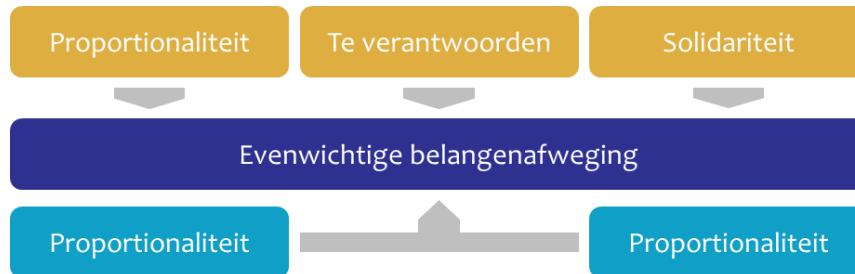 Proportionaliteit
Te verantwoorden
Solidariteit
Evenwichtige belangenafweging
Proportionaliteit
Proportionaliteit